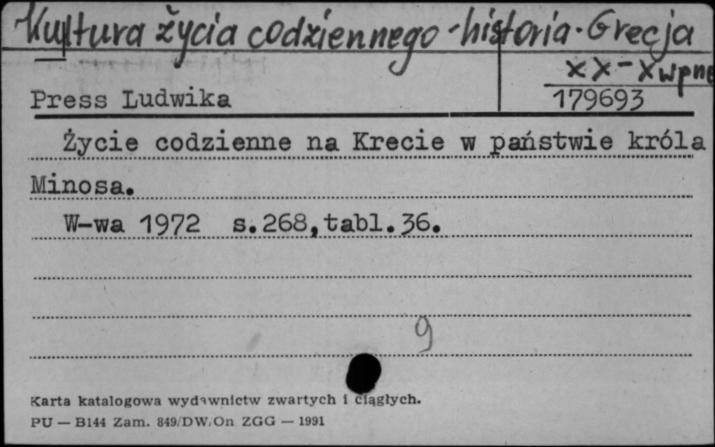 Kultura życia codziennego - historia - Grecja
XX - X w pne
Press Ludwika
179693
Życie codzienne na Krecie w państwie króla
Minosa.
W-wa 1972 s.268,tabl.36.
9
Karta katalogowa wydawnictw zwartych i ciągłych.
PU — B144 Zam. 849/DW/On ZGG — 1991